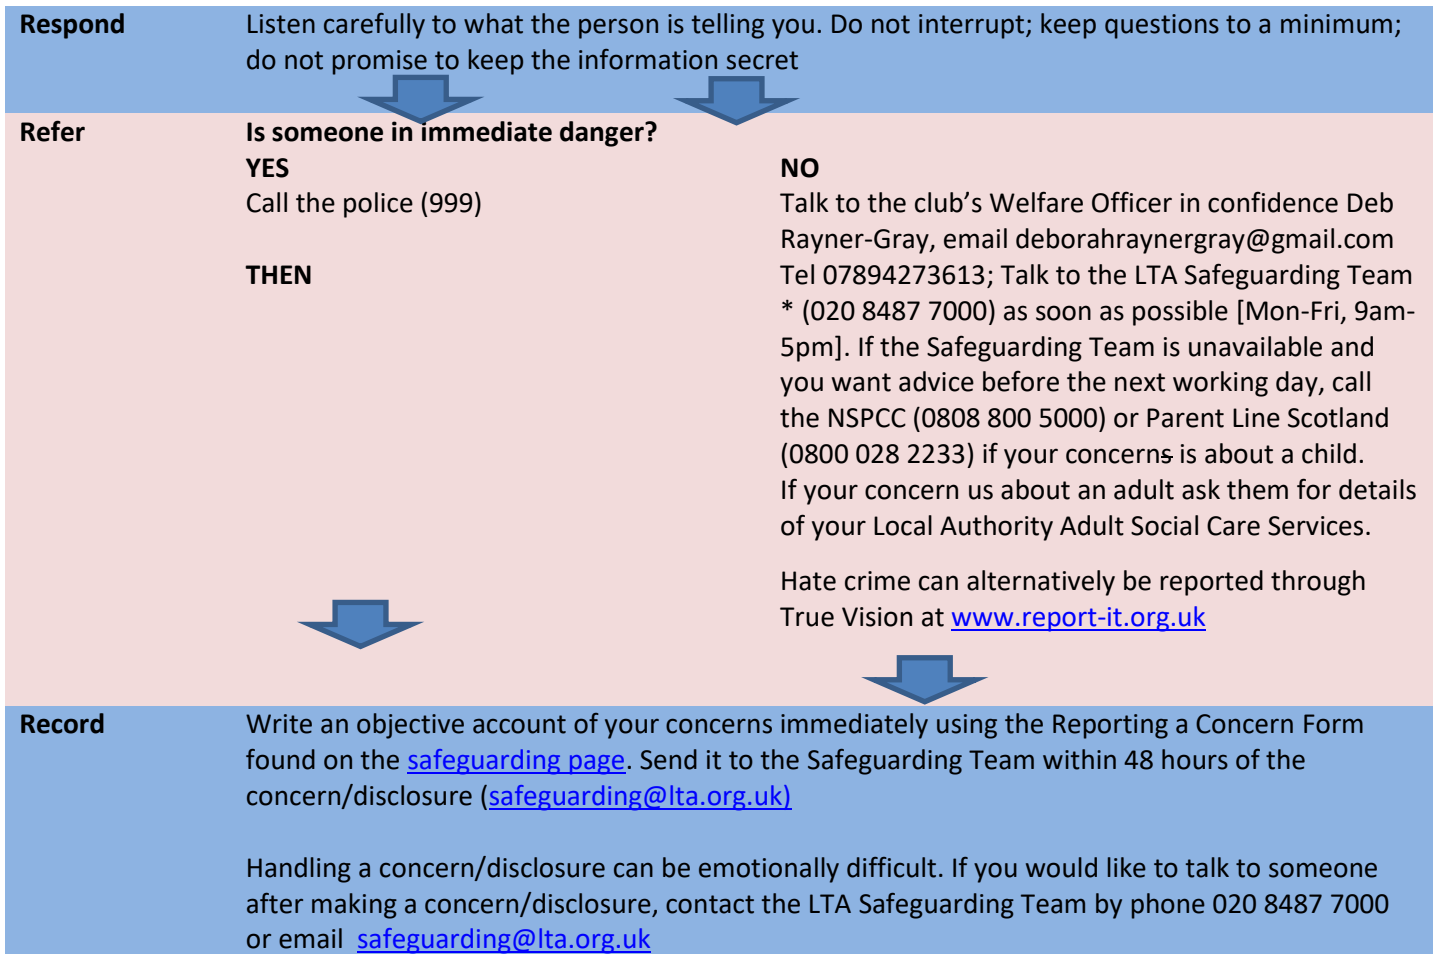 Respond
Listen carefully to what the person is telling you. Do not interrupt; keep questions to a minimum;
do not promise to keep the information secret
Refer
Is someone in immediate danger?
YES
Call the police (999)
THEN
NO
Talk to the club’s Welfare Officer in confidence Deb
Rayner-Gray, email deborahraynergray@gmail.com
Tel 07894273613; Talk to the LTA Safeguarding Team
* (020 8487 7000) as soon as possible [Mon-Fri, 9am-
5pm]. If the Safeguarding Team is unavailable and
you want advice before the next working day, call
the NSPCC (0808 800 5000) or Parent Line Scotland
(0800 028 2233) if your concerns is about a child.
If your concern us about an adult ask them for details
of your Local Authority Adult Social Care Services.
Hate crime can alternatively be reported through
True Vision at www.report-it.org.uk
Record
Write an objective account of your concerns immediately using the Reporting a Concern Form
found on the safeguarding page. Send it to the Safeguarding Team within 48 hours of the
concern/disclosure (safeguarding@lta.org.uk)
Handling a concern/disclosure can be emotionally difficult. If you would like to talk to someone
after making a concern/disclosure, contact the LTA Safeguarding Team by phone 020 8487 7000
or email safeguarding@lta.org.uk